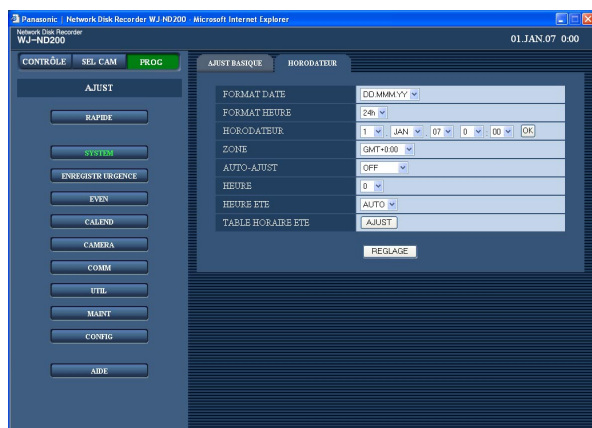 Panasonic | Network Disk Recorder WJ-ND200 - Microsoft Internet Explorer
Network Disk Recorder
WJ-ND200
01.JAN.07 0:00
CONTRÔLE SEL CAM PROG
AJUST BASIQUE HORODATEUR
AJUST
RAPIDE
SYSTEM
ENREGISTR URGENCE
EVEN
CALEND
CAMERA
COMM
UTIL
MAINT
CONFIG
AIDE
FORMAT DATE DD.MMM.YY
FORMAT HEURE 24h
HORODATEUR 1 . JAN . 07 0 : 00 OK
ZONE GMT+0:00
AUTO-AJUST OFF
HEURE 0
HEURE ETE AUTO
TABLE HORAIRE ETE AJUST
REGLAGE